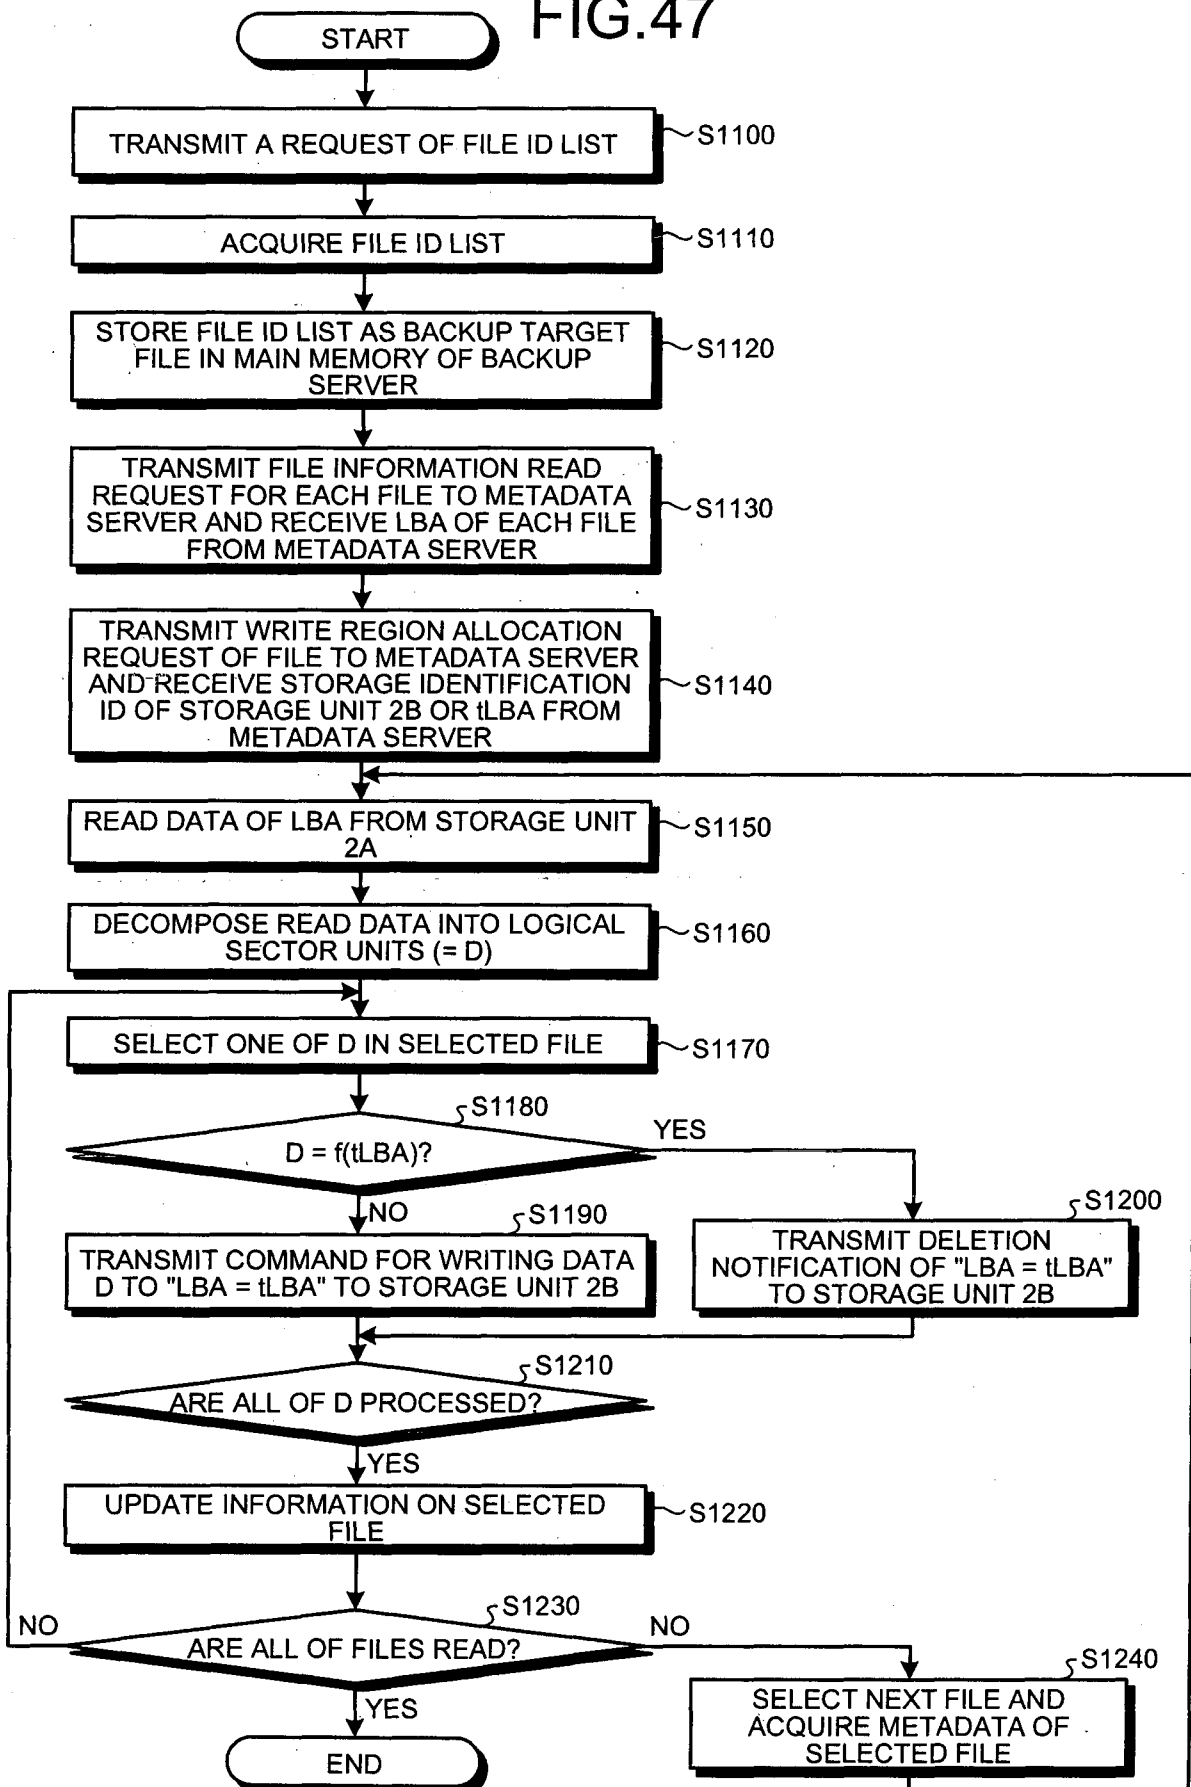 FIG.47
START
TRANSMIT A REQUEST OF FILE ID LIST
S1100
ACQUIRE FILE ID LIST
S1110
STORE FILE ID LIST AS BACKUP TARGET
FILE IN MAIN MEMORY OF BACKUP
SERVER
S1120
TRANSMIT FILE INFORMATION READ
REQUEST FOR EACH FILE TO METADATA
SERVER AND RECEIVE LBA OF EACH FILE
FROM METADATA SERVER
S1130
TRANSMIT WRITE REGION ALLOCATION
REQUEST OF FILE TO METADATA SERVER
AND RECEIVE STORAGE IDENTIFICATION
ID OF STORAGE UNIT 2B OR tLBA FROM
METADATA SERVER
S1140
READ DATA OF LBA FROM STORAGE UNIT
2A
S1150
DECOMPOSE READ DATA INTO LOGICAL
SECTOR UNITS (= D)
S1160
SELECT ONE OF D IN SELECTED FILE
S1170
S1180
D = f(tLBA)?
YES
NO
S1190
TRANSMIT COMMAND FOR WRITING DATA
D TO "LBA = tLBA" TO STORAGE UNIT 2B
S1200
TRANSMIT DELETION
NOTIFICATION OF "LBA = tLBA"
TO STORAGE UNIT 2B
S1210
ARE ALL OF D PROCESSED?
YES
UPDATE INFORMATION ON SELECTED
FILE
S1220
S1230
NO
ARE ALL OF FILES READ?
NO
YES
S1240
SELECT NEXT FILE AND
ACQUIRE METADATA OF
SELECTED FILE
END